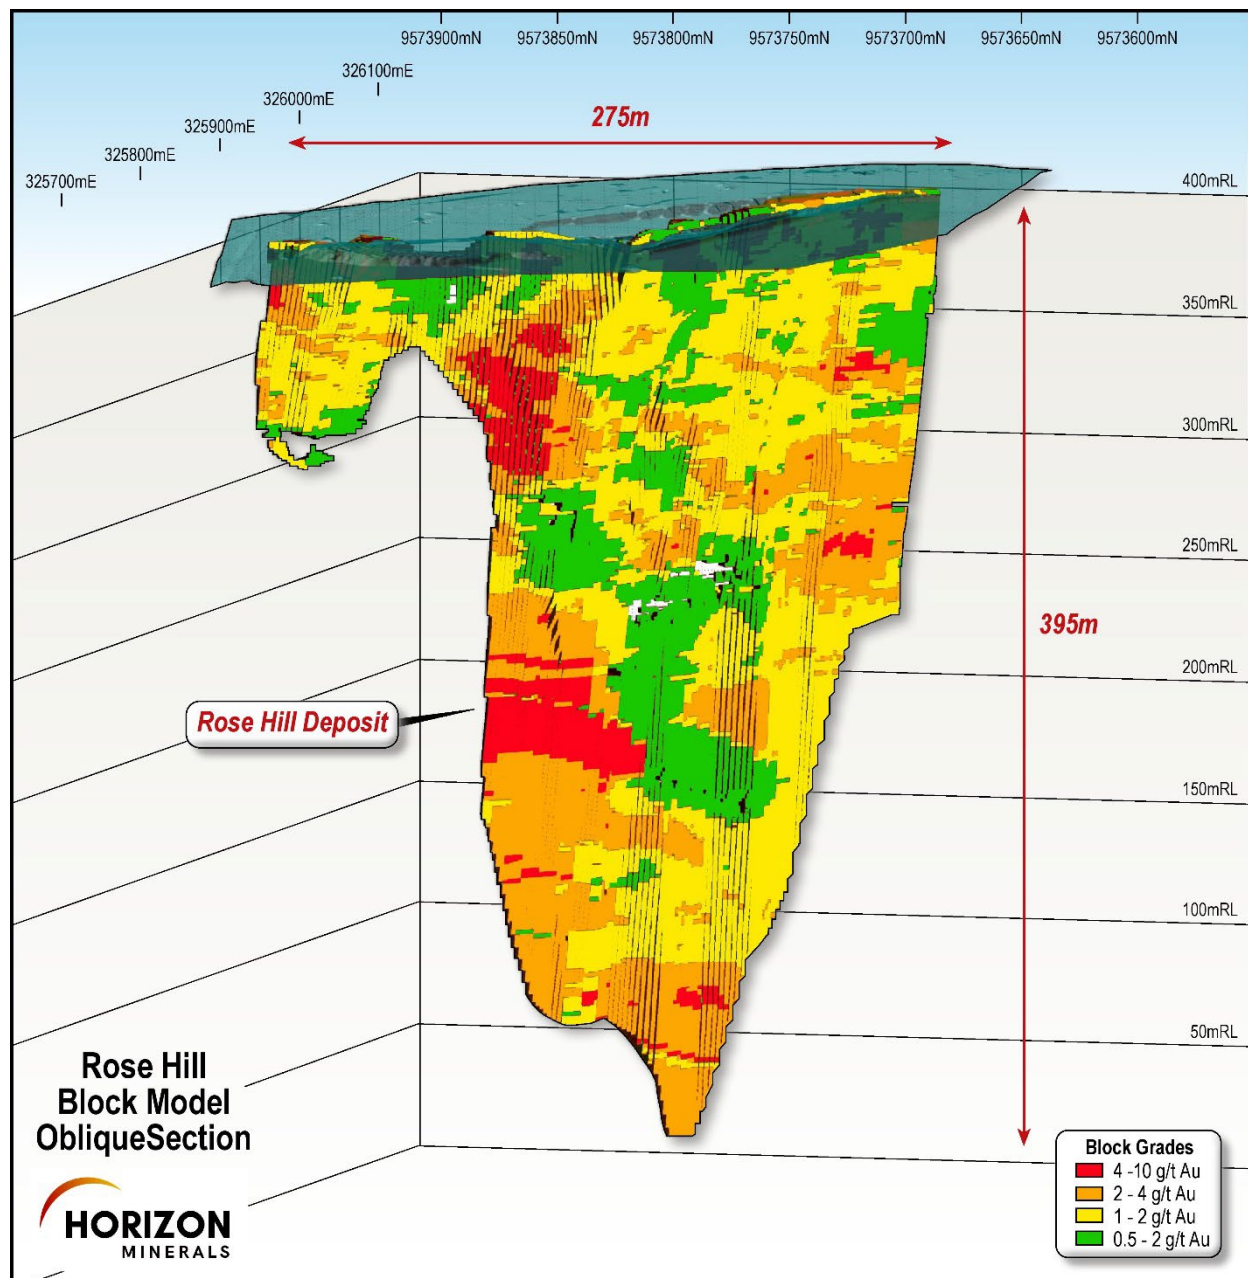 9573900mN 9573850mN 9573800mN 9573750mN 9573700mN 9573650mN 9573600mN
326100mE
326000mE
325900mE
325800mE
325700mE
275m
400mRL
350mRL
300mRL
250mRL
395m
200mRL
Rose Hill Deposit
150mRL
100mRL
50mRL
Rose Hill
Block Model
ObliqueSection
HORIZON
MINERALS
Block Grades
4 -10 g/t Au
2 - 4 g/t Au
1 - 2 g/t Au
0.5 - 2 g/t Au